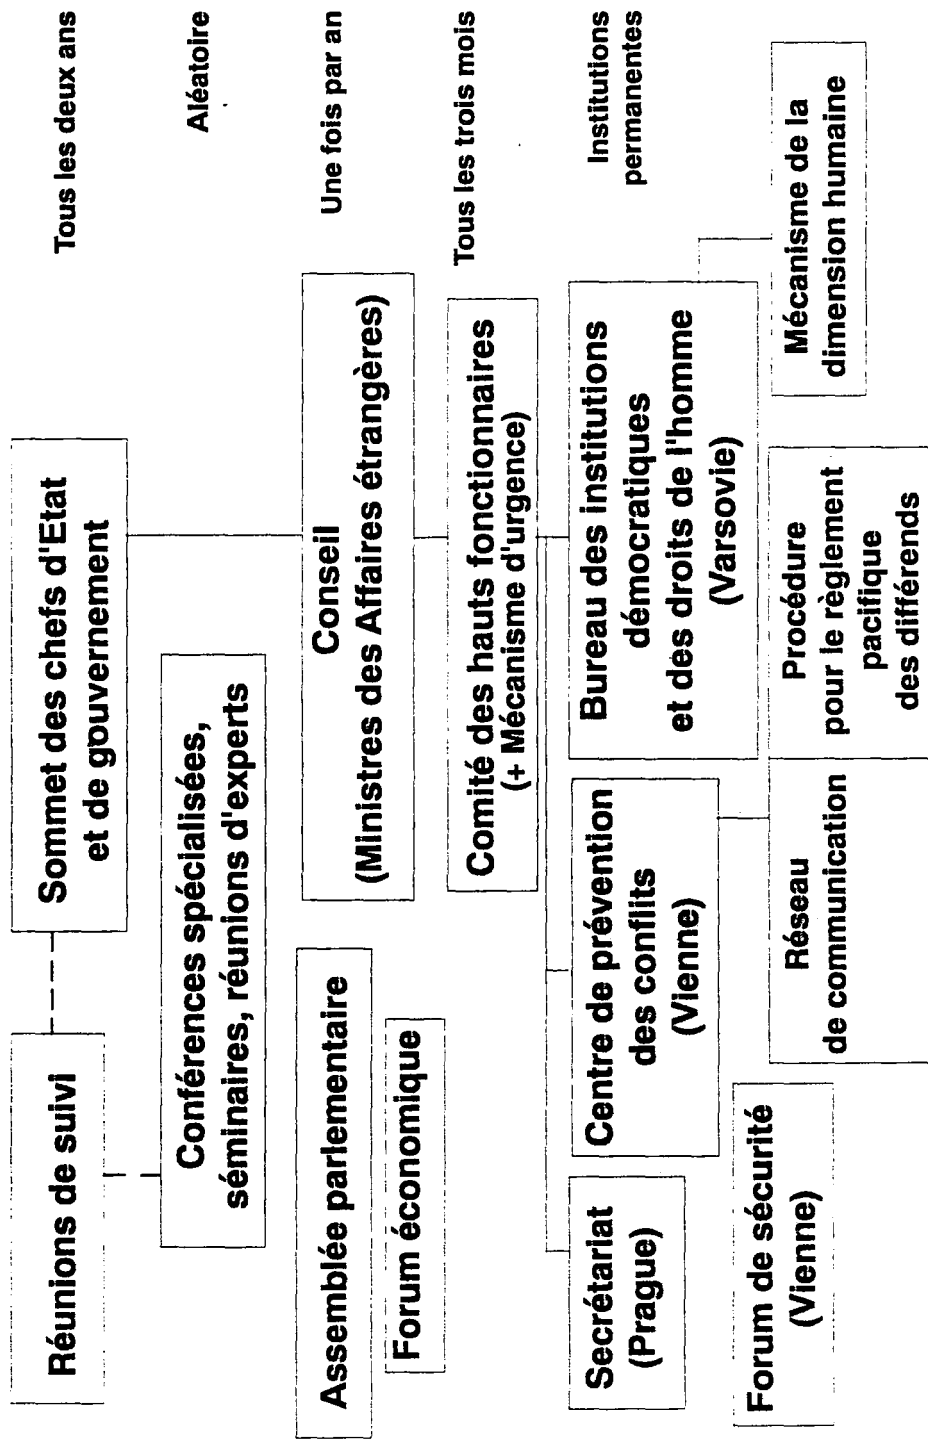 Réunions de suivi
Sommet des chefs d'Etat
et de gouvernement
Tous les deux ans
Conférences spécialisées,
séminaires, réunions d'experts
Aléatoire
Assemblée parlementaire
Forum économique
Conseil
(Ministres des Affaires étrangères)
Une fois par an
Comité des hauts fonctionnaires
(+ Mécanisme d'urgence)
Tous les trois mois
Secrétariat
(Prague)
Centre de prévention
des conflits
(Vienne)
Bureau des institutions
démocratiques
et des droits de l'homme
(Varsovie)
Institutions
permanentes
Forum de sécurité
(Vienne)
Réseau
de communication
Procédure
pour le règlement
pacifique
des différends
Mécanisme de la
dimension humaine